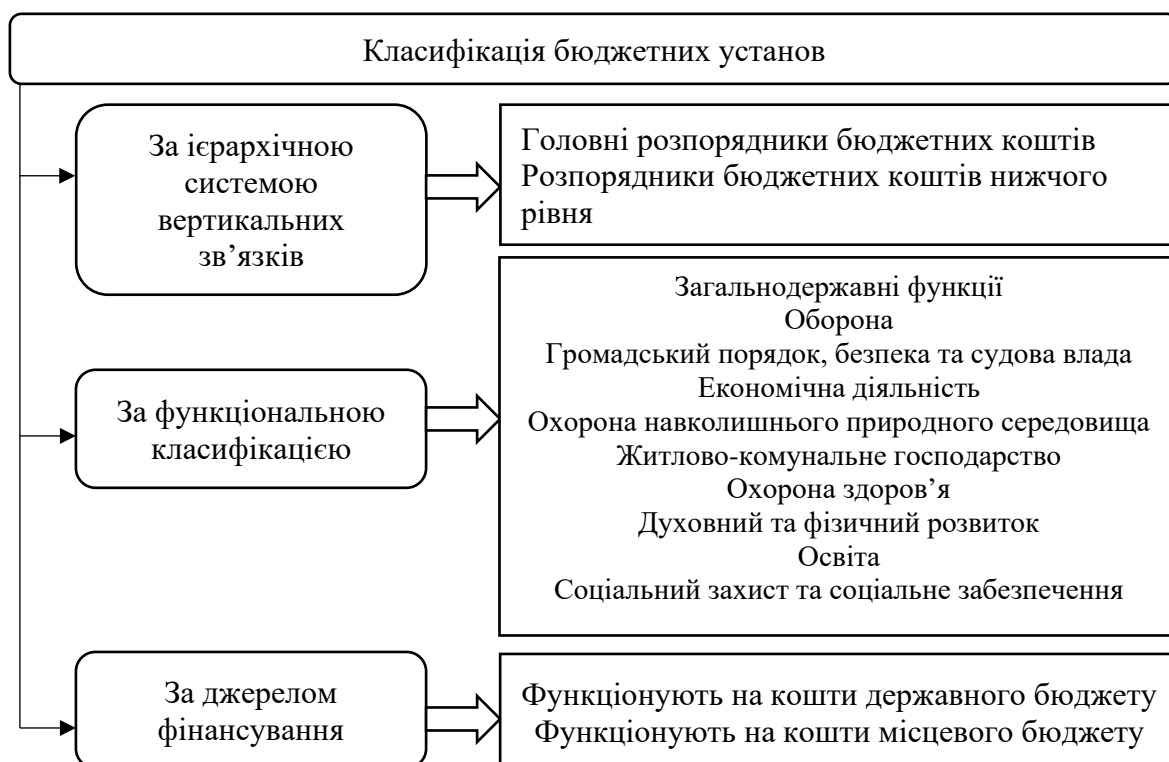 Класифікація бюджетних установ
За ієрархічною
системою
вертикальних
зв’язків
Головні розпорядники бюджетних коштів
Розпорядники бюджетних коштів нижчого
рівня
За функціональною
класифікацією
Загальнодержавні функції
Оборона
Громадський порядок, безпека та судова влада
Економічна діяльність
Охорона навколишнього природного середовища
Житлово-комунальне господарство
Охорона здоров’я
Духовний та фізичний розвиток
Освіта
Соціальний захист та соціальне забезпечення
За джерелом
фінансування
Функціонують на кошти державного бюджету
Функціонують на кошти місцевого бюджету